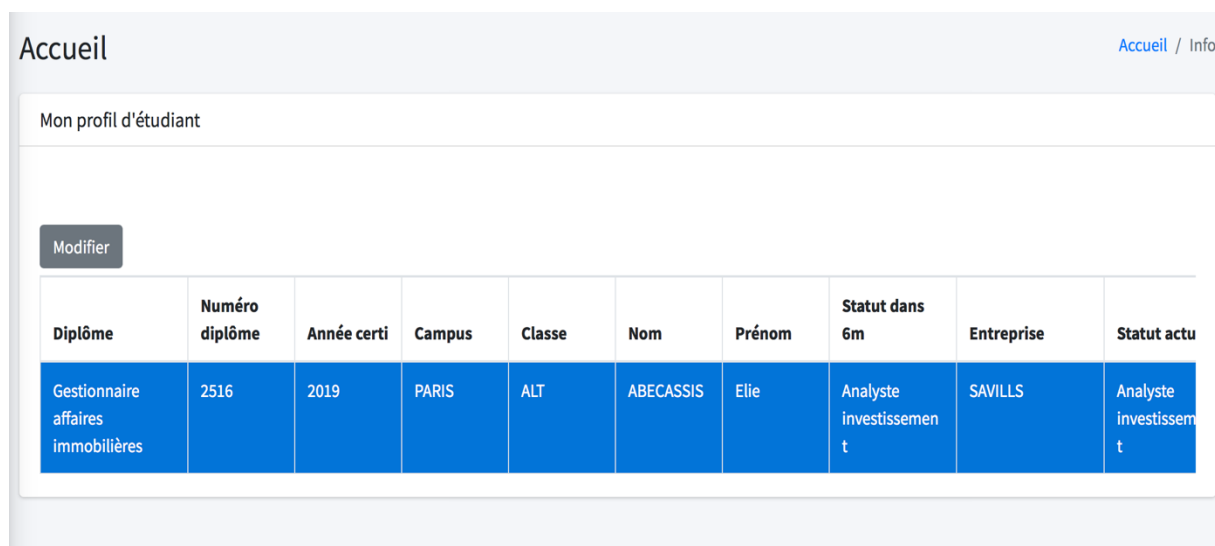 Accueil
Accueil / Info
Mon profil d'étudiant
Modifier
Diplôme
Numéro
diplôme
Année certi
Campus
Classe
Nom
Prénom
Statut dans
6m
Entreprise
Statut actu
Gestionnaire
affaires
immobilières
2516
2019
PARIS
ALT
ABECASSIS
Elie
Analyste
investissemen
t
SAVILLS
Analyste
investissem
t